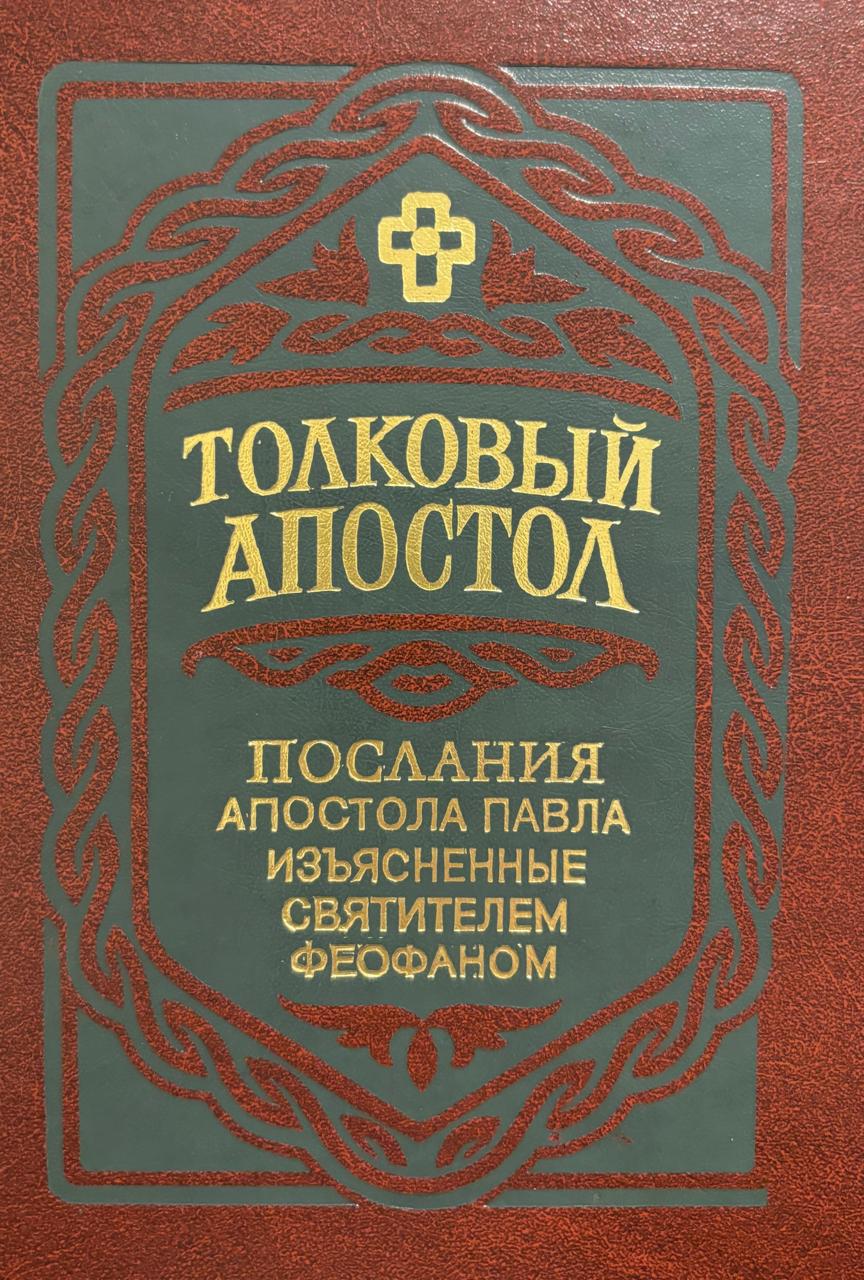 ТОЛКОВЫЙ
АПОСТОЛ
ПОСЛАНИЯ
АПОСТОЛА ПАВЛА
ИЗЪЯСНЕННЫЕ
СВЯТИТЕЛЕМ
ФЕОФАНОМ